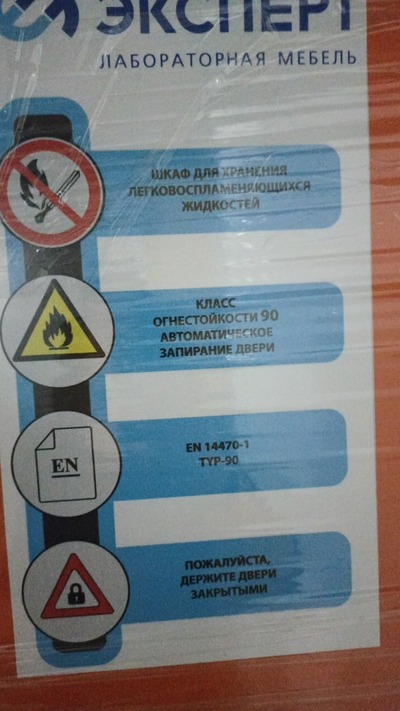 ЭКСПЕРТ
ЛАБОРАТОРНАЯ МЕБЕЛЬ
ШКАФ ДЛЯ ХРАНЕНИЯ
ЛЕГКОВОСПЛАМЕНЯЮЩИХСЯ
ЖИДКОСТЕЙ
КЛАСС
ОГНЕСТОЙКОСТИ 90
АВТОМАТИЧЕСКОЕ
ЗАПИРАНИЕ ДВЕРИ
EN
EN 14470-1
TYP-90
ПОЖАЛУЙСТА,
ДЕРЖИТЕ ДВЕРИ
ЗАКРЫТЫМИ